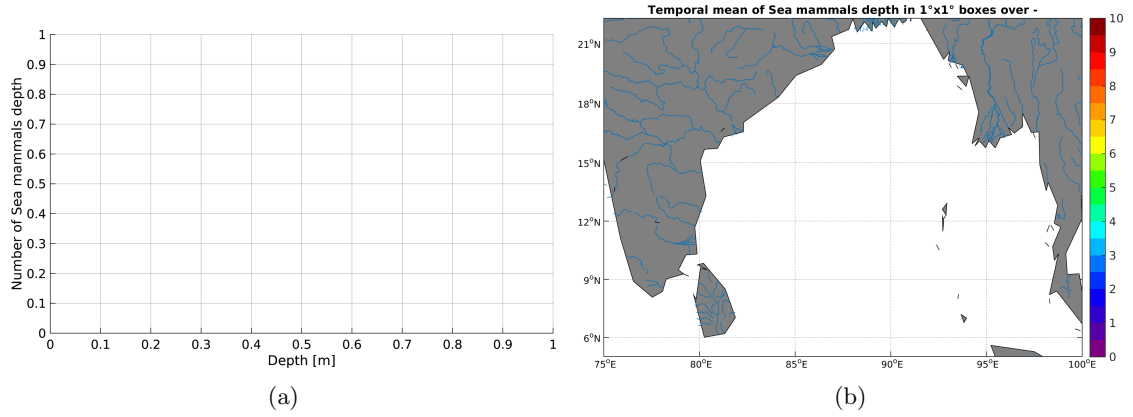 Temporal mean of Sea mammals depth in 1°x1° boxes over -
1
0.9
0.8
0.7
0.6
0.5
0.4
0.3
0.2
0.1
0
Number of Sea mammals depth
0 0.1 0.2 0.3 0.4 0.5 0.6 0.7 0.8 0.9 1
Depth [m]
(a)
21°N
18°N
15°N
12°N
9°N
6°N
75°E 80°E 85°E 90°E 95°E 100°E
10
9
8
7
6
5
4
3
2
1
0
(b)